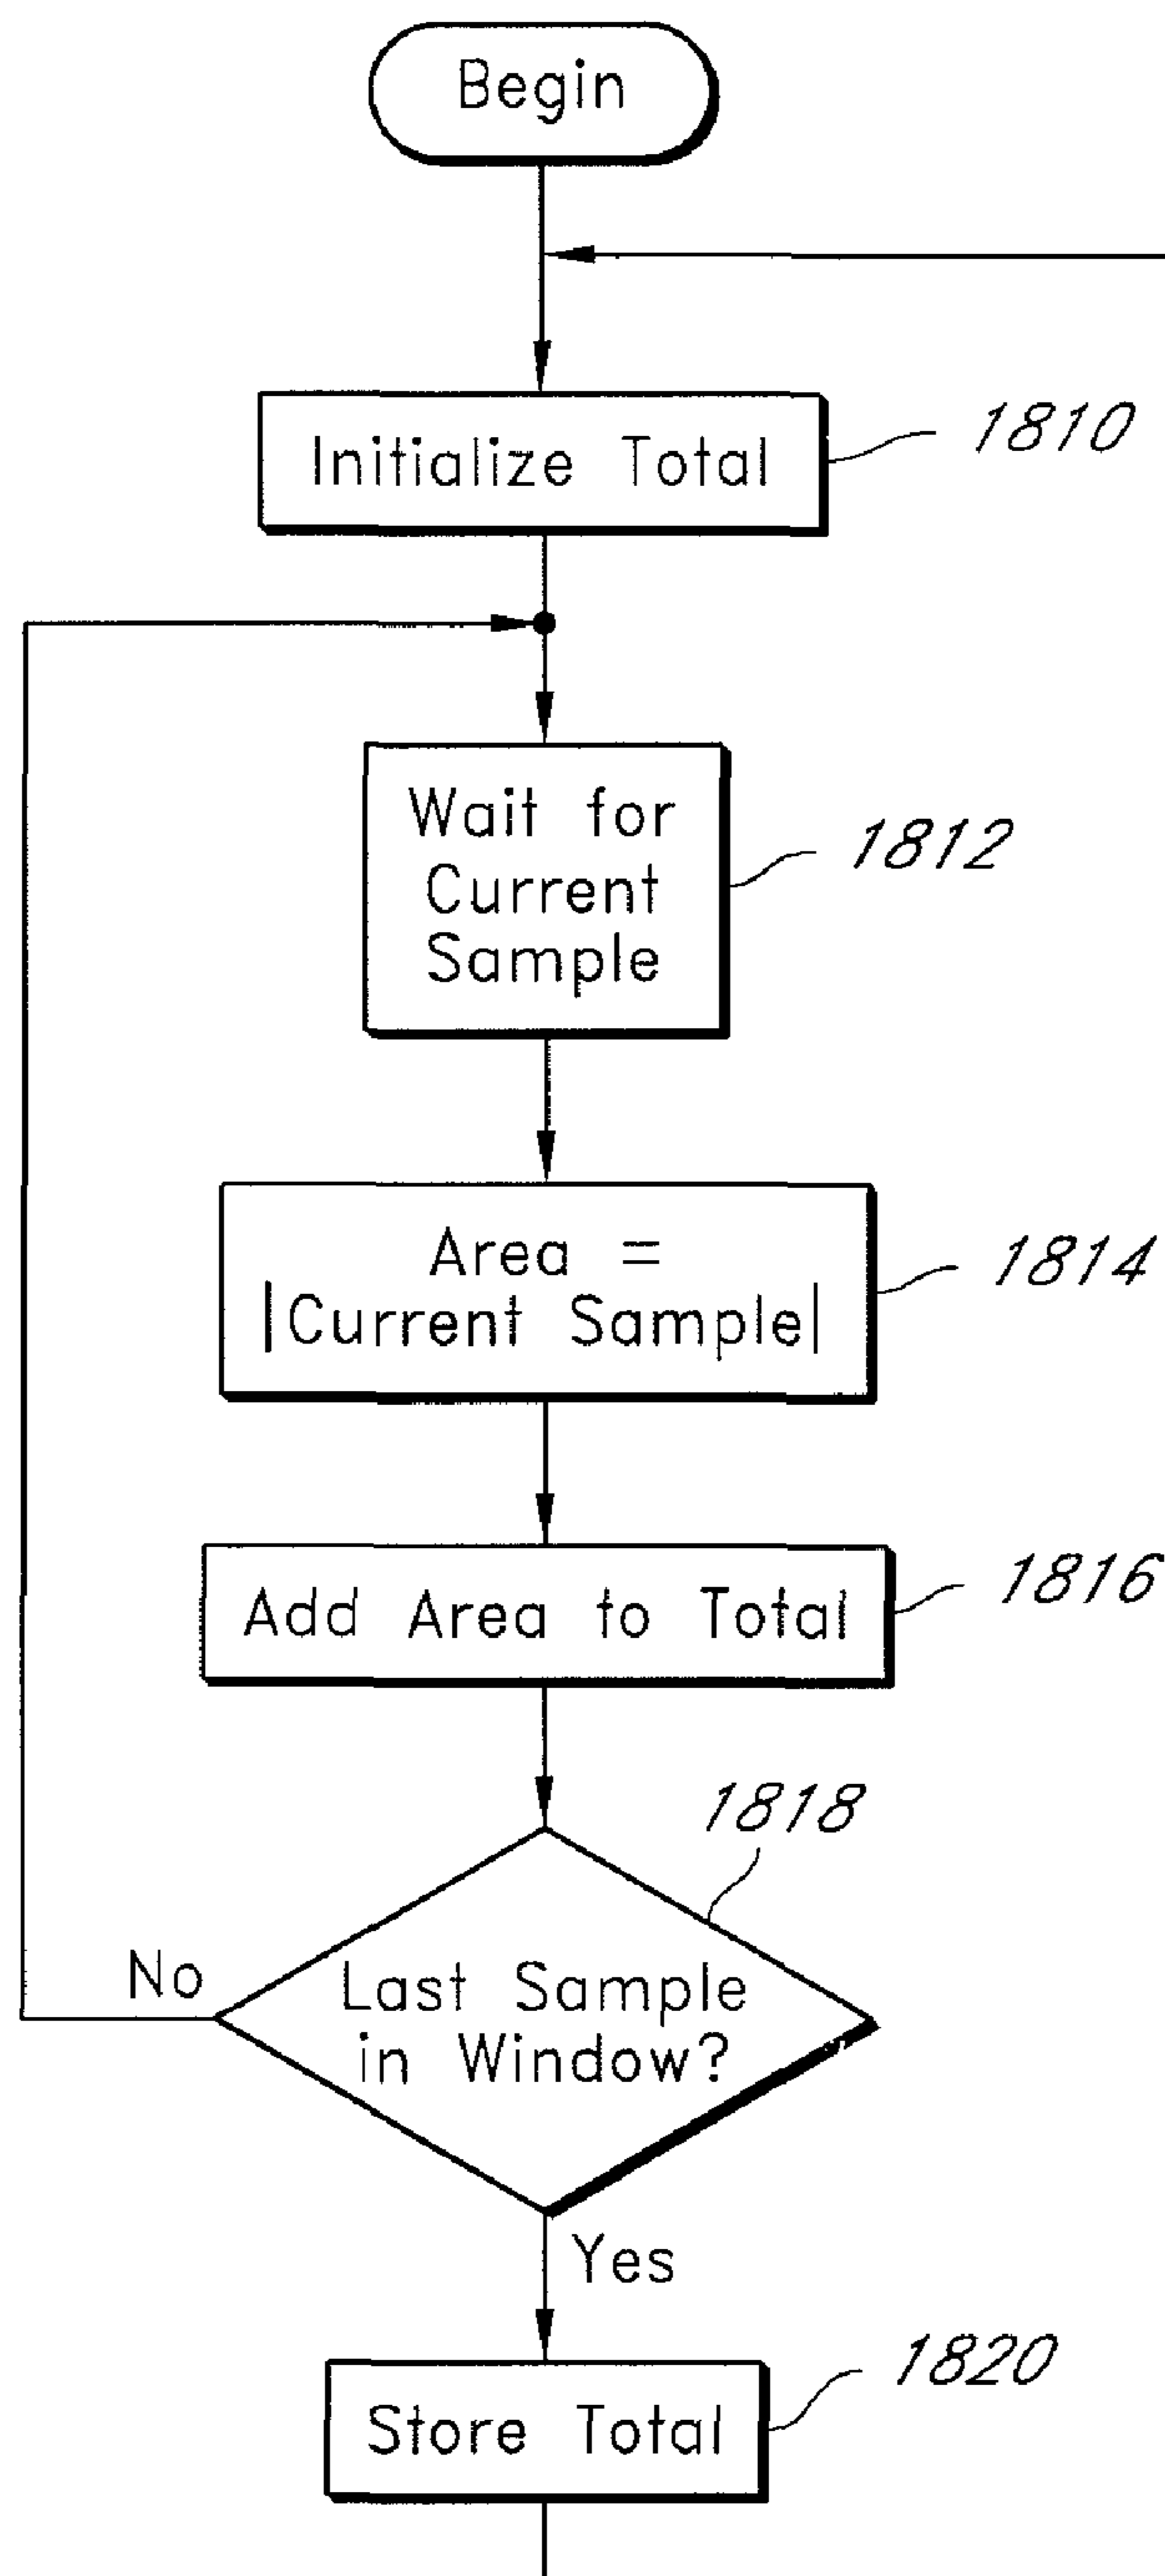 Begin
Initialize Total
1810
Wait for
Current
Sample
1812
Area =
|Current Sample|
1814
Add Area to Total
1816
1818
No
Last Sample
in Window?
Yes
1820
Store Total